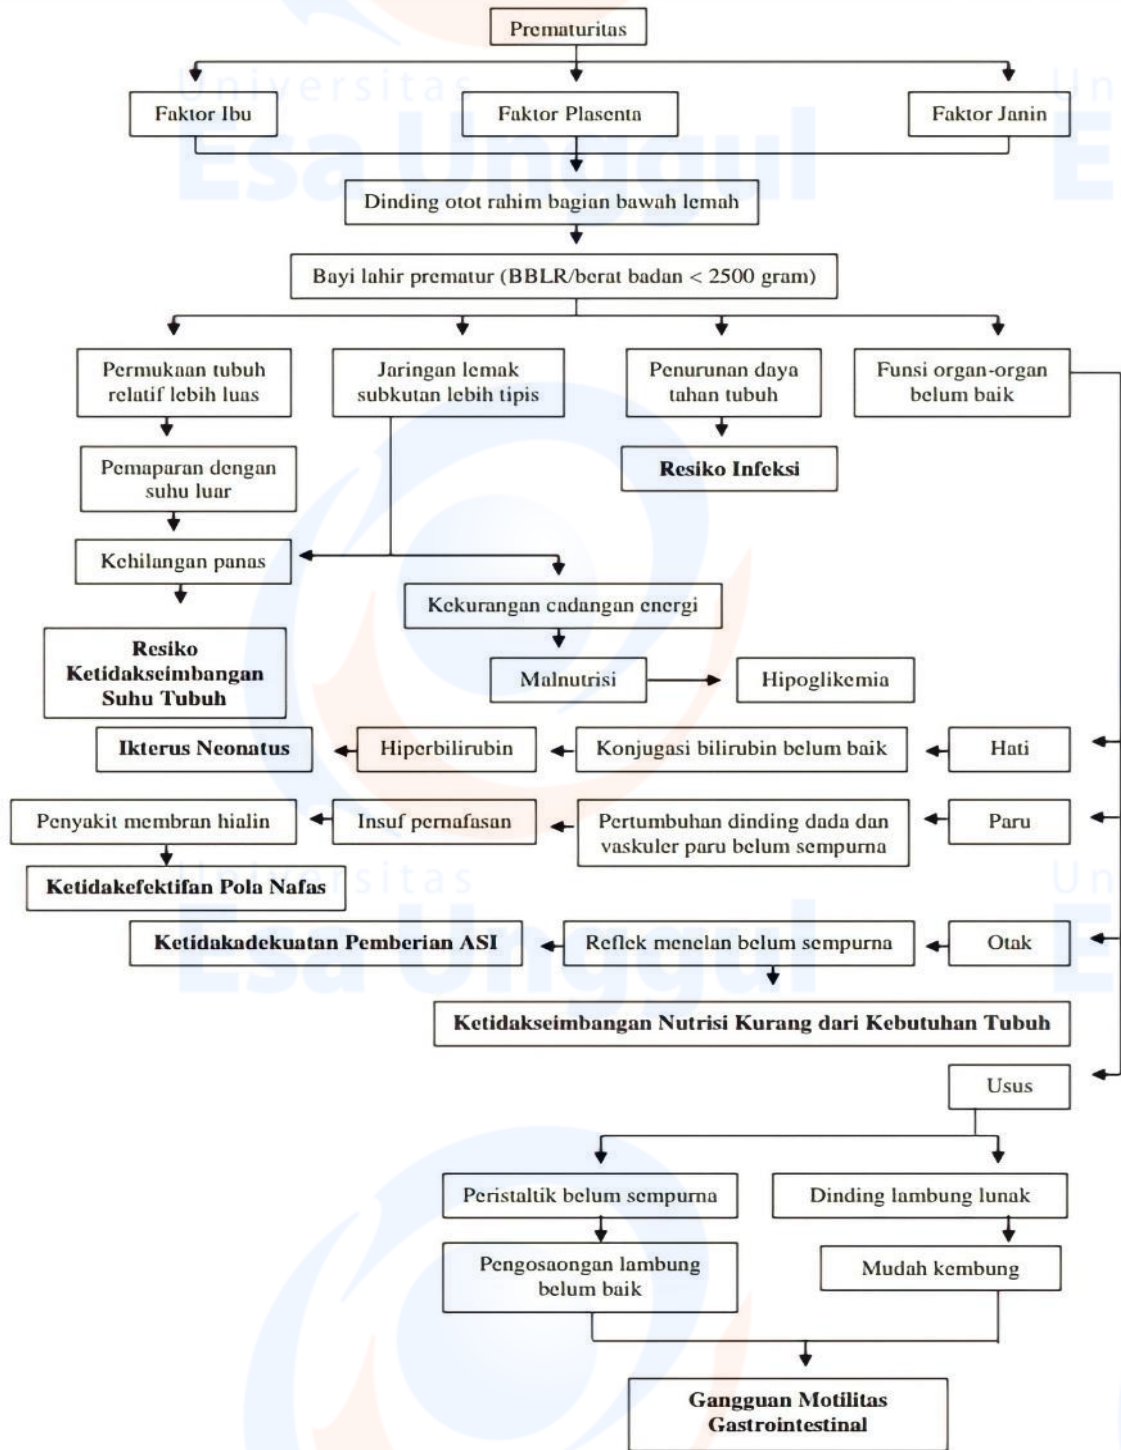 Prematuritas
Universitas
Esa Unggul
Un
E
Faktor Ibu
Faktor Plasenta
Faktor Janin
Dinding otot rahim bagian bawah lemah
Bayi lahir prematur (BBLR/berat badan < 2500 gram)
Permukaan tubuh
relatif lebih luas
Jaringan lemak
subkutan lebih tipis
Penurunan daya
tahan tubuh
Funsi organ-organ
belum baik
Pemaparan dengan
suhu luar
Resiko Infeksi
Kehilangan panas
Kekurangan cadangan energi
Resiko
Ketidakseimbangan
Suhu Tubuh
Malnutrisi
Hipoglikemia
Ikterus Neonatus
Hiperbilirubin
Konjugasi bilirubin belum baik
Hati
Penyakit membran hialin
Insuf pernafasan
Pertumbuhan dinding dada dan
vaskuler paru belum sempurna
Paru
Ketidakefektifan Pola Nafas
Universitas
Esa Unggul
Un
E
Ketidakadekuatan Pemberian ASI
Reflek menelan belum sempurna
Otak
Ketidakseimbangan Nutrisi Kurang dari Kebutuhan Tubuh
Usus
Peristaltik belum sempurna
Dinding lambung lunak
Pengosaongan lambung
belum baik
Mudah kembung
Gangguan Motilitas
Gastrointestinal